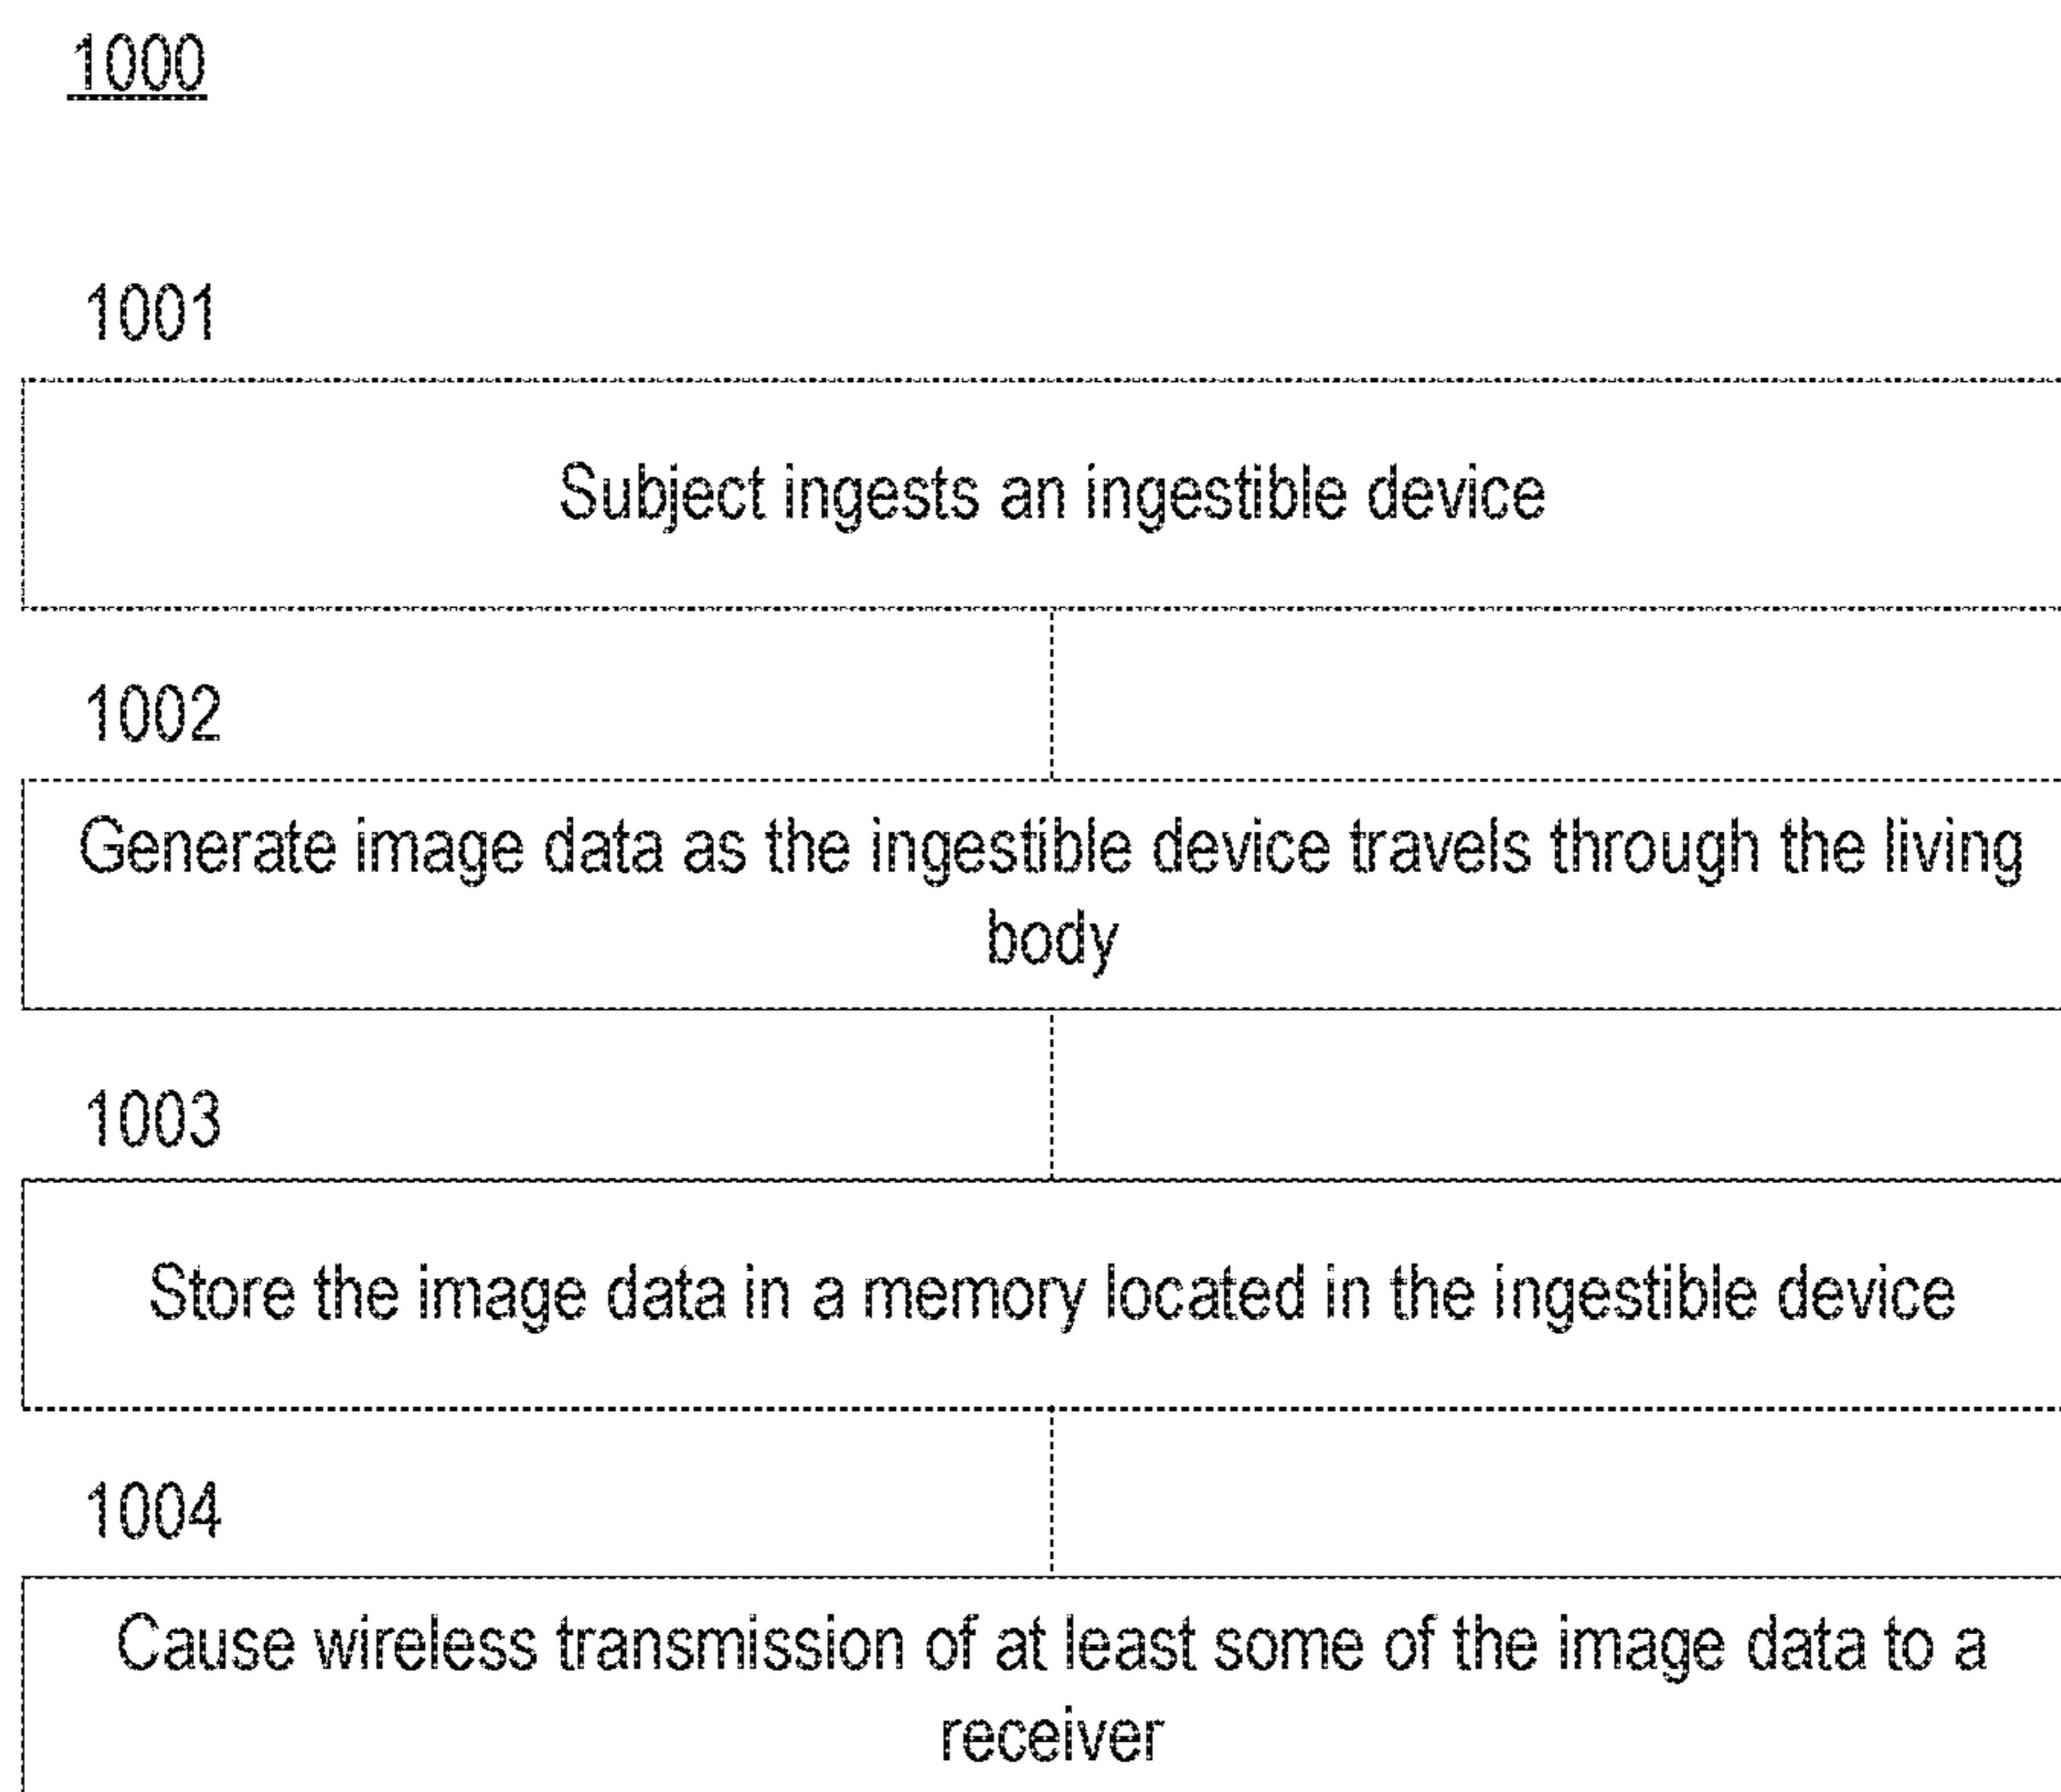 1000
1001
Subject ingests an ingestible device
1002
Generate image data as the ingestible device travels through the living
body
1003
Store the image data in a memory located in the ingestible device
1004
Cause wireless transmission of at least some of the image data to a
receiver